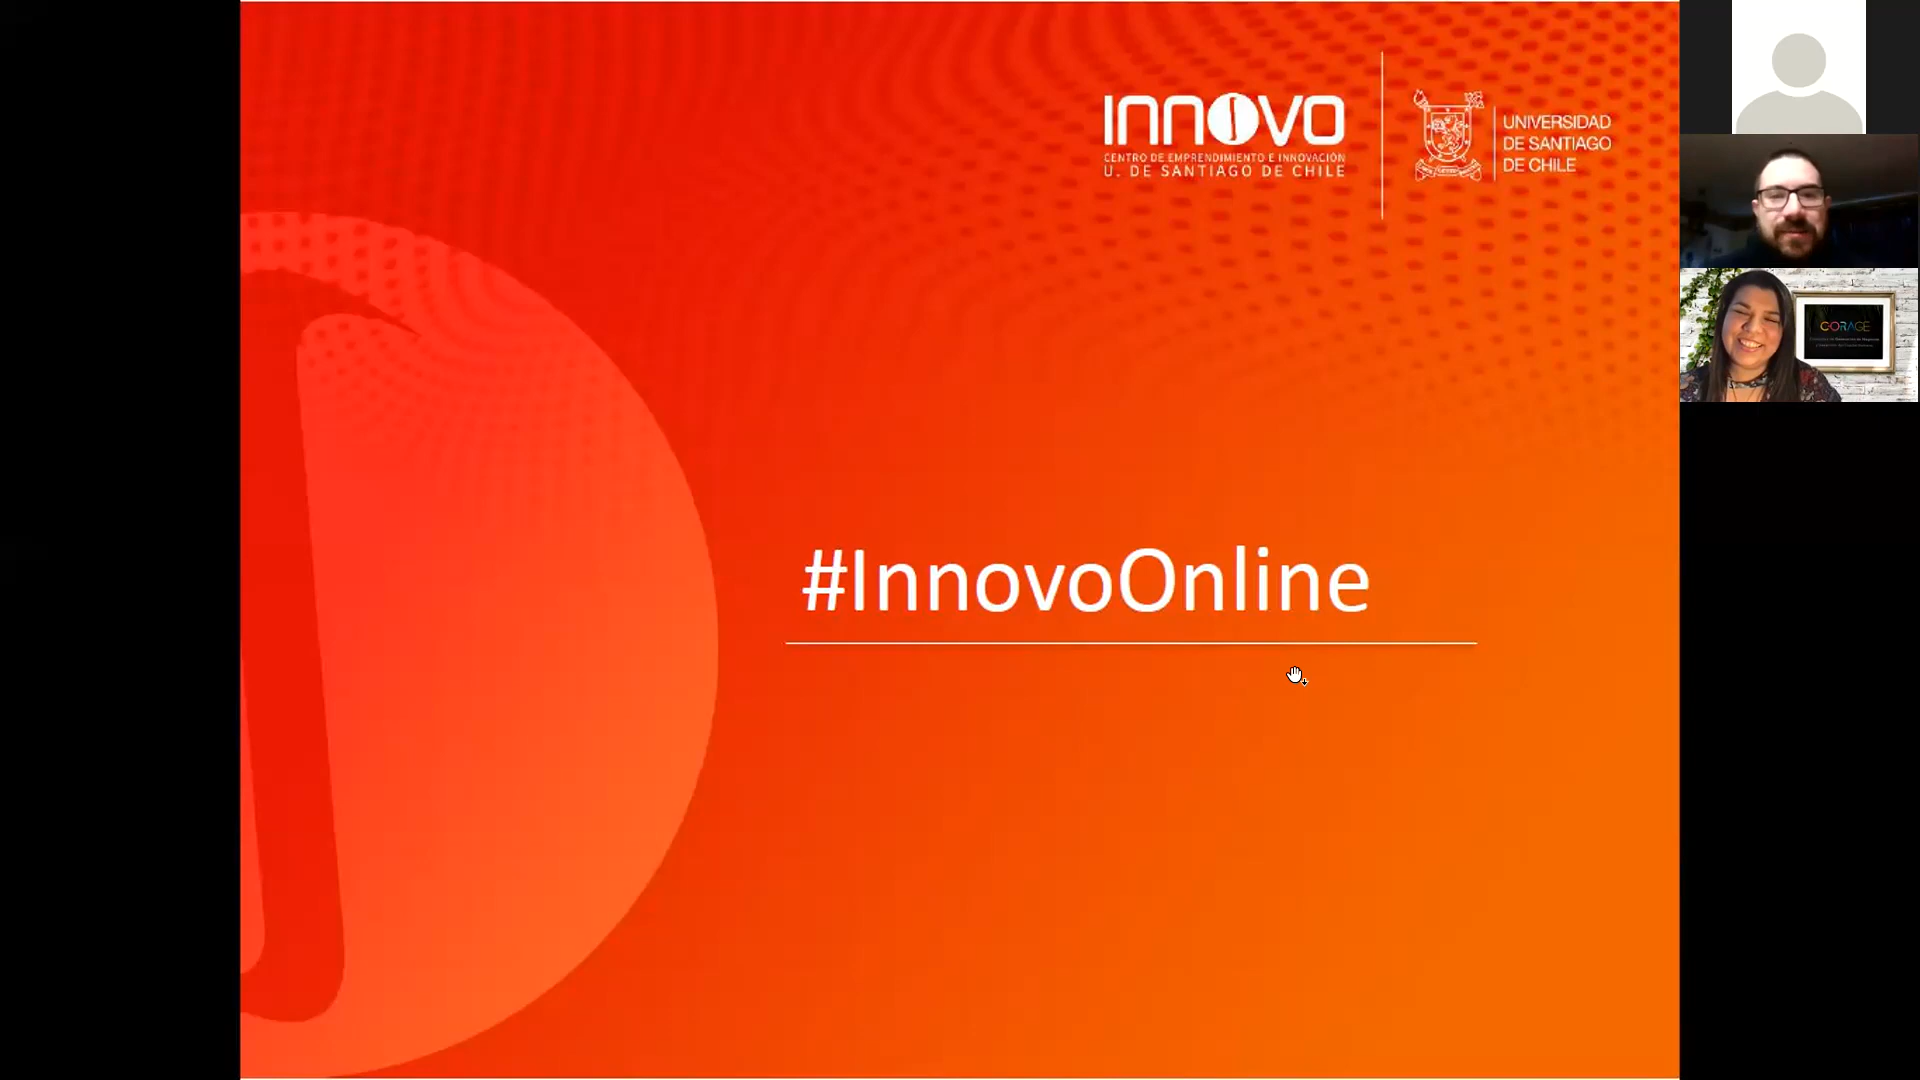 INNOVO
CENTRO DE EMPRENDIMIENTO E INNOVACIÓN
U. DE SANTIAGO DE CHILE
UNIVERSIDAD
DE SANTIAGO
DE CHILE
#InnovoOnline
CORAGE